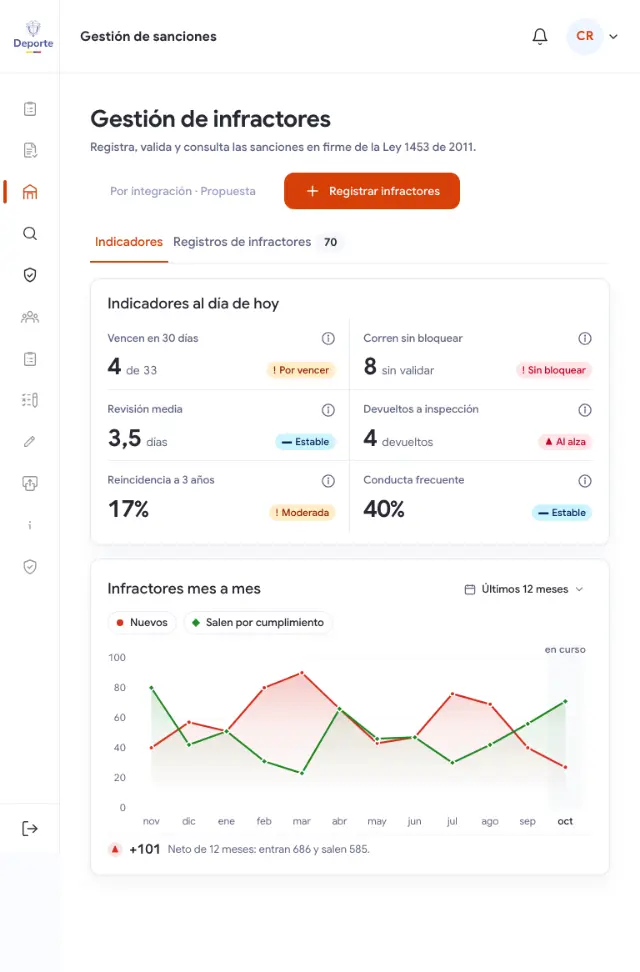 Deporte
Gestión de sanciones
CR
Gestión de infractores
Registra, valida y consulta las sanciones en firme de la Ley 1453 de 2011.
Por integración · Propuesta
+ Registrar infractores
Indicadores
Registros de infractores 70
Indicadores al día de hoy
Vencen en 30 días
4 de 33
! Por vencer
Corren sin bloquear
8 sin validar
! Sin bloquear
Revisión media
3,5 días
Estable
Devueltos a inspección
4 devueltos
Al alza
Reincidencia a 3 años
17%
! Moderada
Conducta frecuente
40%
Estable
Infractores mes a mes
Últimos 12 meses
Nuevos
Salen por cumplimiento
en curso
100
80
60
40
20
0
nov dic ene feb mar abr may jun jul ago sep oct
+101 Neto de 12 meses: entran 686 y salen 585.